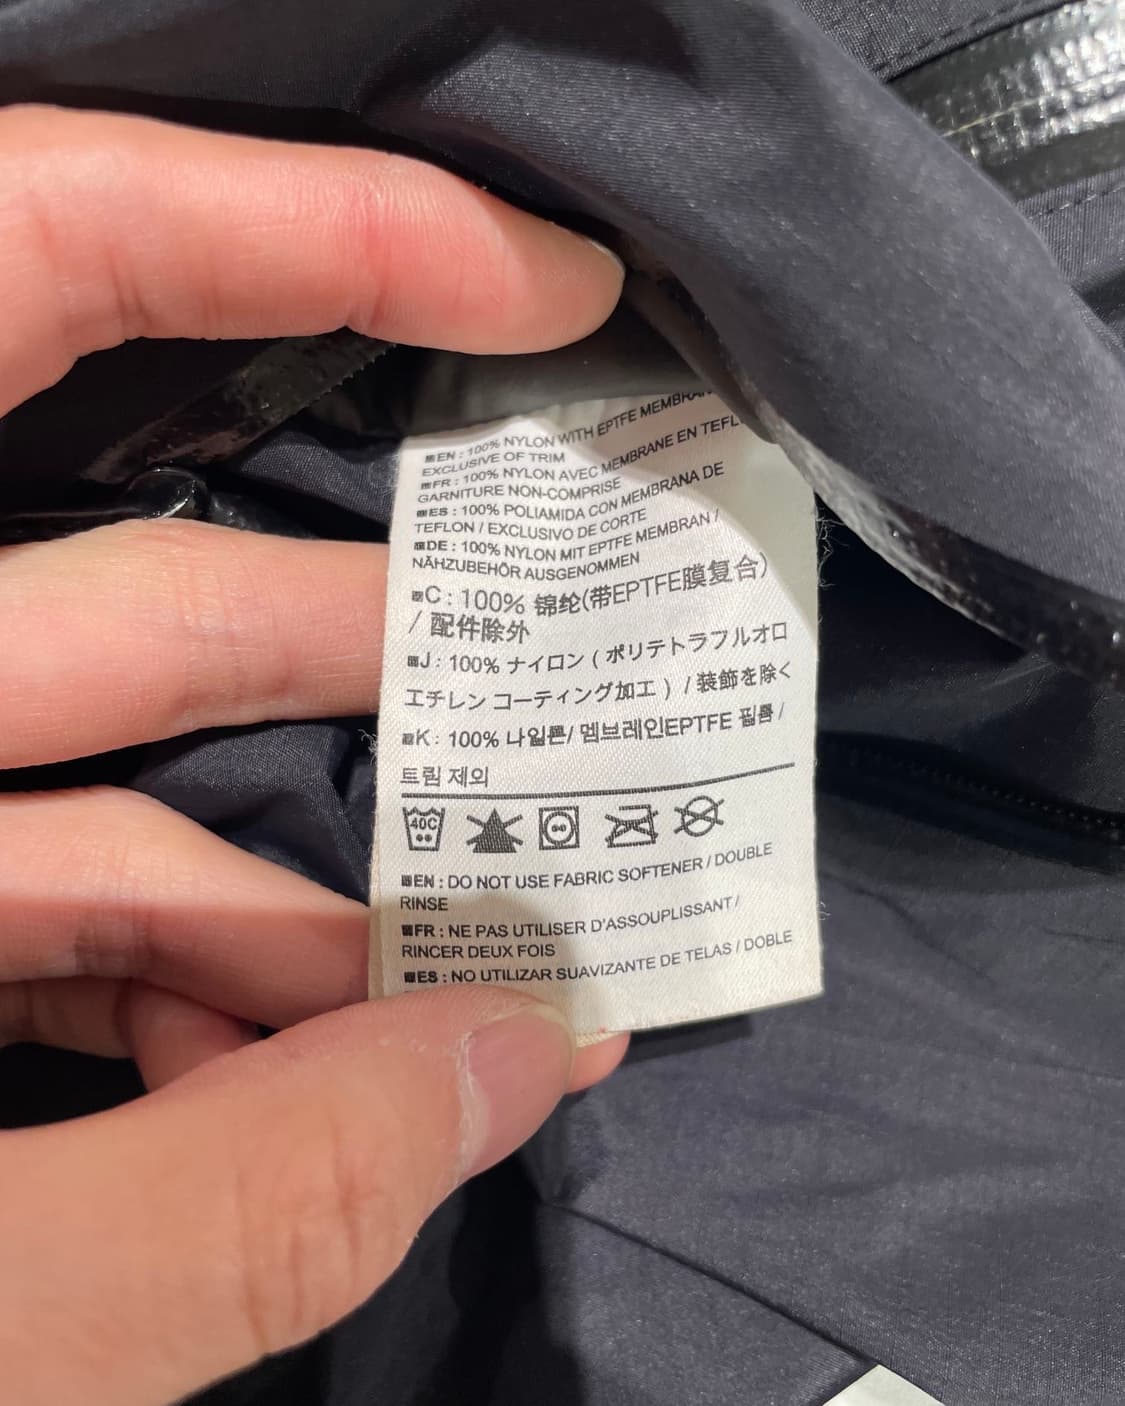 EN : 100% NYLON WITH EPTFE
EXCLUSIVE OF TRIM
FR : 100% NYLON AVEC MEMBRANE EN
GARNITURE NON-COMPRISE
ES : 100% POLIAMIDA CON MEMBRANA DE
TEFLON / EXCLUSIVO DE CORTE
DE : 100% NYLON MIT EPTFE MEMBRAN /
NÄHZUBEHÖR AUSGENOMMEN
C : 100% 锦纶(带EPTFE膜复合)
/ 配件除外
J : 100% ナイロン ( ポリテトラフルオロ
エチレン コーティング加工 ) / 装飾を除く
K : 100% 나일론/ 멤브레인EPTFE 필름 /
트림 제외
40C
EN : DO NOT USE FABRIC SOFTENER / DOUBLE
RINSE
FR : NE PAS UTILISER D'ASSOUPLISSANT /
RINCER DEUX FOIS
ES : NO UTILIZAR SUAVIZANTE DE TELAS / DOBLE